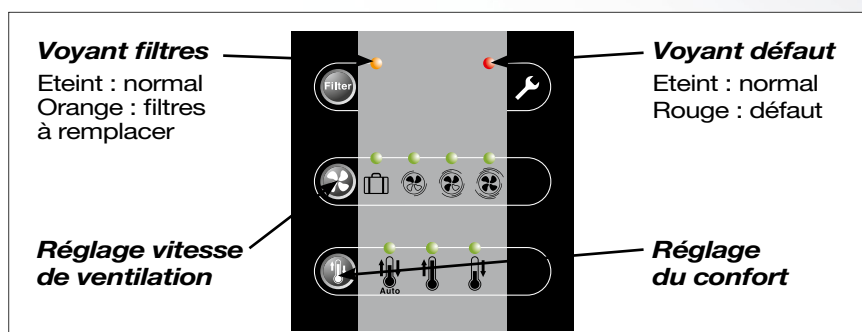 Voyant filtres
Eteint : normal
Orange : filtres
à remplacer
Voyant défaut
Eteint : normal
Rouge : défaut
Filter
Réglage vitesse
de ventilation
Auto
Réglage
du confort